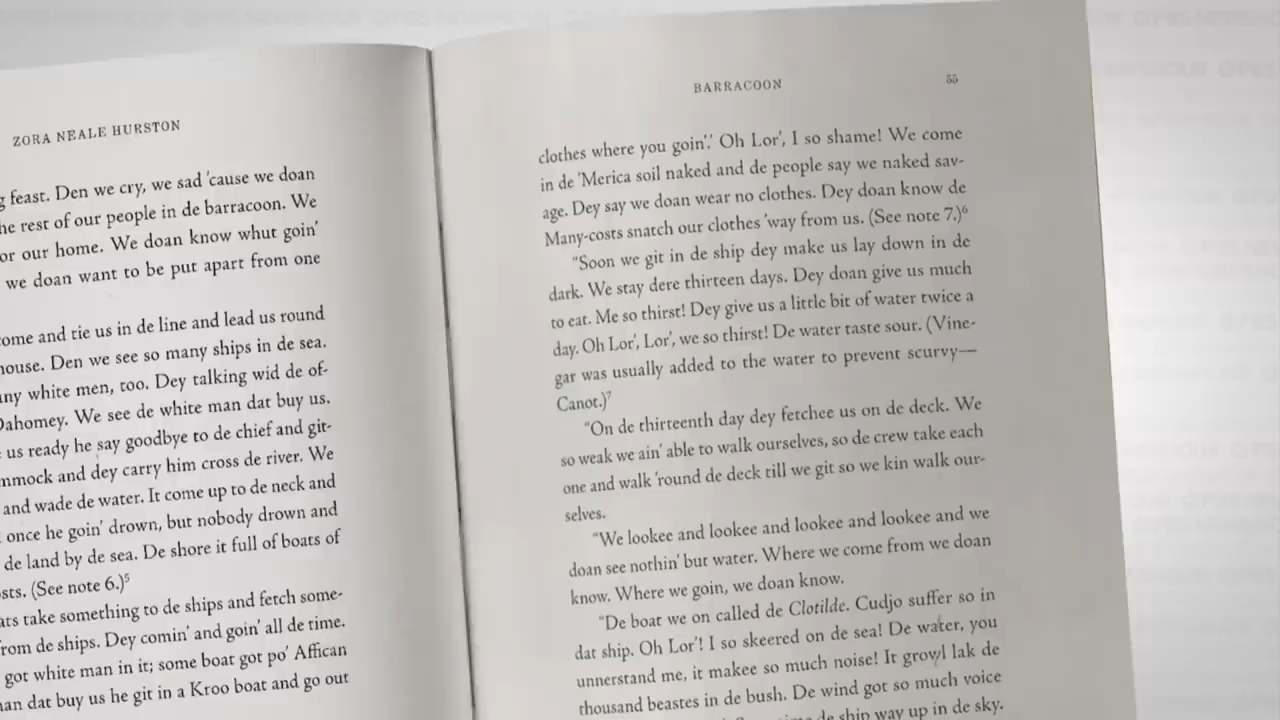 ZORA NEALE HURSTON
feast. Den we cry, we sad 'cause we doan
he rest of our people in de barracoon. We
or our home. We doan know whut goin'
we doan want to be put apart from one
ome and tie us in de line and lead us round
house. Den we see so many ships in de sea.
any white men, too. Dey talking wid de of-
Dahomey. We see de white man dat buy us.
us ready he say goodbye to de chief and git-
mmock and dey carry him cross de river. We
and wade de water. It come up to de neck and
once he goin' drown, but nobody drown and
de land by de sea. De shore it full of boats of
sts. (See note 6.)⁵
ats take something to de ships and fetch some-
rom de ships. Dey comin' and goin' all de time.
got white man in it; some boat got po' Affican
an dat buy us he git in a Kroo boat and go out
BARRACOON 55
clothes where you goin'.' Oh Lor', I so shame! We come
in de 'Merica soil naked and de people say we naked sav-
age. Dey say we doan wear no clothes. Dey doan know de
Many-costs snatch our clothes 'way from us. (See note 7.)⁶
"Soon we git in de ship dey make us lay down in de
dark. We stay dere thirteen days. Dey doan give us much
to eat. Me so thirst! Dey give us a little bit of water twice a
day. Oh Lor', Lor', we so thirst! De water taste sour. (Vine-
gar was usually added to the water to prevent scurvy—
Canot.)⁷
"On de thirteenth day dey fetchee us on de deck. We
so weak we ain' able to walk ourselves, so de crew take each
one and walk 'round de deck till we git so we kin walk our-
selves.
"We lookee and lookee and lookee and lookee and we
doan see nothin' but water. Where we come from we doan
know. Where we goin, we doan know.
"De boat we on called de Clotilde. Cudjo suffer so in
dat ship. Oh Lor'! I so skeered on de sea! De water, you
unnerstand me, it makee so much noise! It growl lak de
thousand beastes in de bush. De wind got so much voice
de ship way up in de sky.